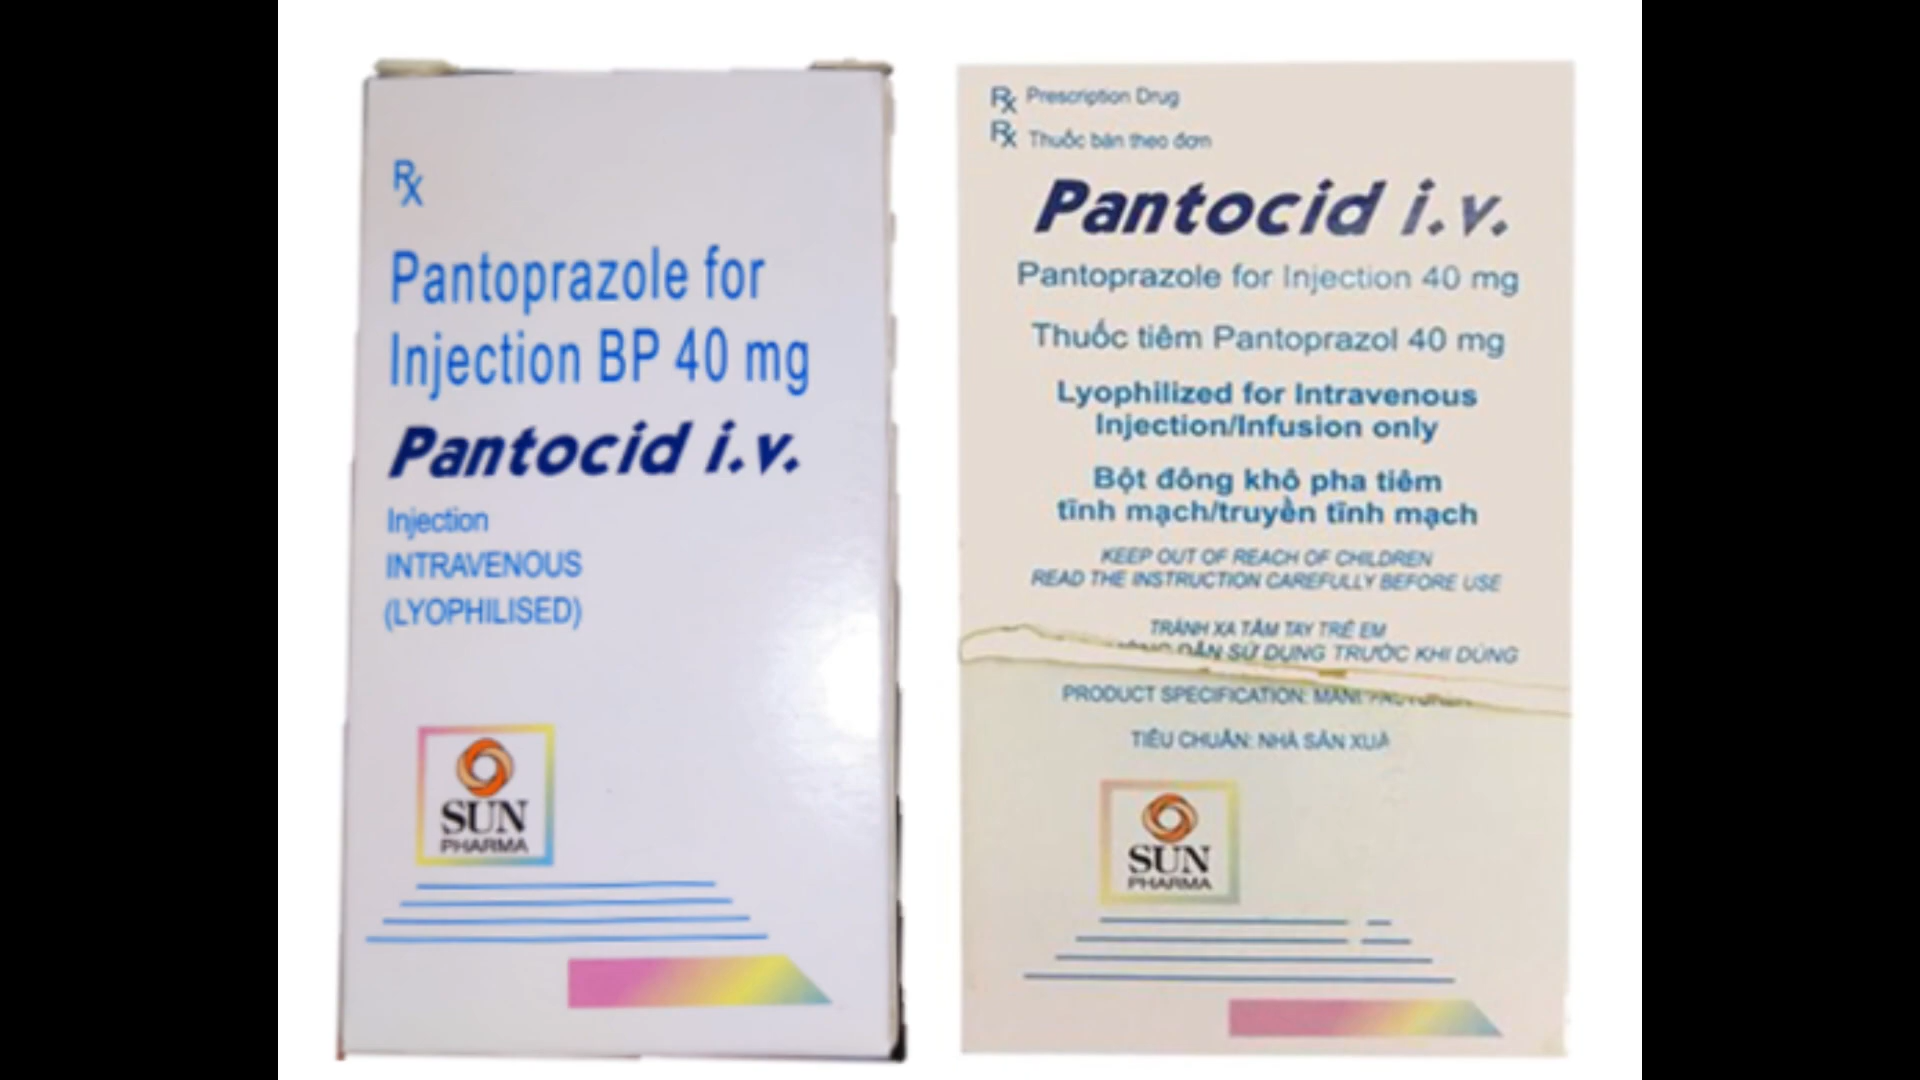 Rx
Pantoprazole for
Injection BP 40 mg
Pantocid i.v.
Injection
INTRAVENOUS
(LYOPHILISED)
SUN
PHARMA
Rx Prescription Drug
Rx Thuốc bán theo đơn
Pantocid i.v.
Pantoprazole for Injection 40 mg
Thuốc tiêm Pantoprazol 40 mg
Lyophilized for Intravenous
Injection/Infusion only
Bột đông khô pha tiêm
tĩnh mạch/truyền tĩnh mạch
KEEP OUT OF REACH OF CHILDREN
READ THE INSTRUCTION CAREFULLY BEFORE USE
TRÁNH XA TẦM TAY TRẺ EM
DẪN SỬ DỤNG TRƯỚC KHI DÙNG
PRODUCT SPECIFICATION:
TIÊU CHUẨN: NHÀ SẢN
SUN
PHARMA